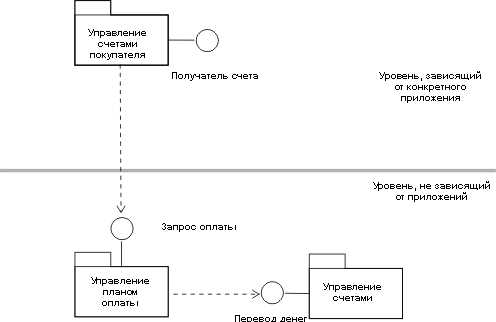 Управление
счетами
покупателя
Получатель счета
Уровень, зависящий
от конкретного
приложения
Уровень, не зависящий
от приложений
Запрос оплаты
Управление
планом
оплаты
Управление
счетами
Перевод денег